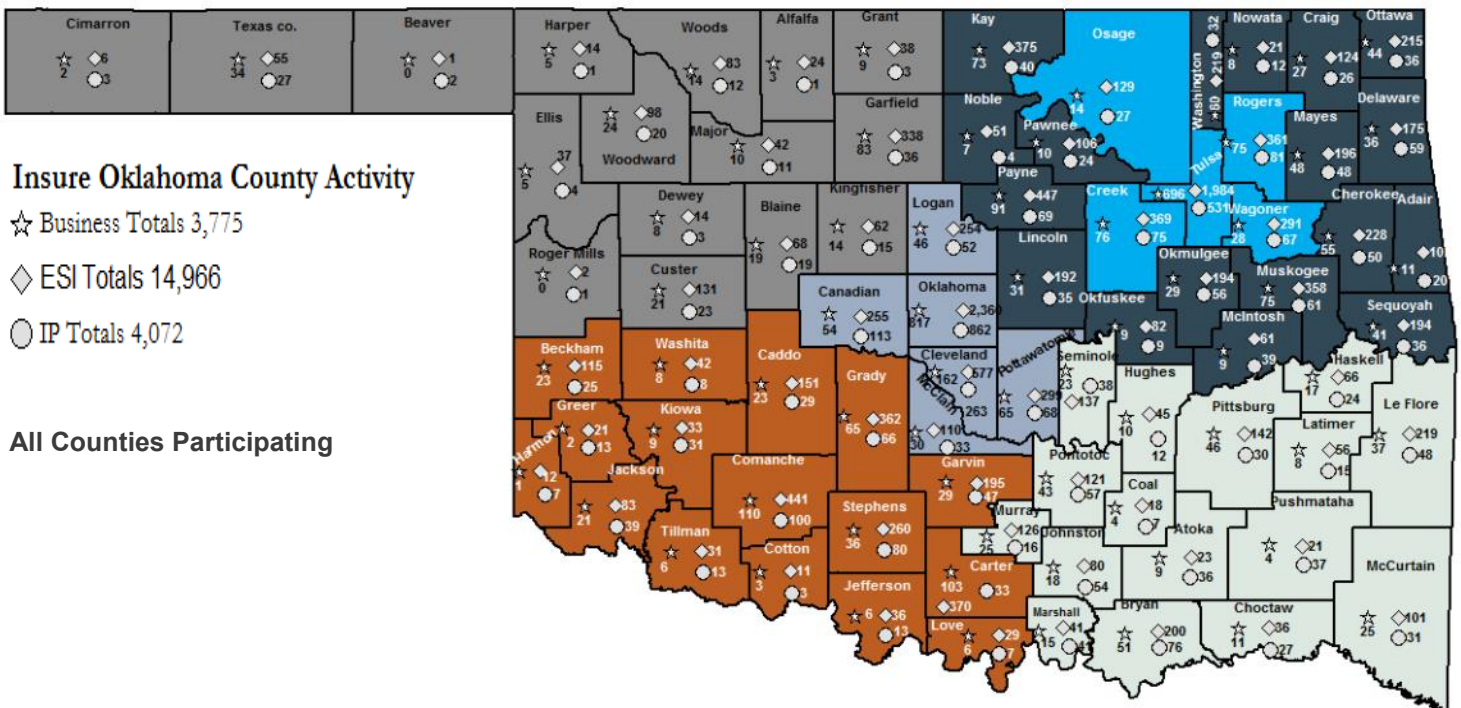 Cimarron
2
6
3
Texas co.
34
55
27
Beaver
0
1
2
Harper
5
14
1
Woods
14
83
12
Alfalfa
3
24
1
Grant
9
38
3
Kay
73
375
40
Osage
14
129
27
Washington
60
219
32
Nowata
8
21
12
Craig
27
124
26
Ottawa
44
215
36
Ellis
5
37
4
Woodward
24
98
20
Major
10
42
11
Garfield
83
338
36
Noble
7
51
4
Pawnee
10
106
24
Rogers
75
361
81
Mayes
48
196
48
Delaware
36
175
59
Insure Oklahoma County Activity
Business Totals 3,775
ESI Totals 14,966
IP Totals 4,072
All Counties Participating
Roger Mills
0
2
1
Dewey
8
14
3
Custer
21
131
23
Blaine
19
68
19
Kingfisher
14
62
15
Logan
46
254
52
Payne
91
447
69
Lincoln
31
192
35
Creek
76
369
75
Tulsa
696
1,984
531
Wagoner
28
291
67
Cherokee
55
228
50
Adair
11
10
20
Canadian
54
255
113
Oklahoma
817
2,360
862
Okfuskee
9
82
9
Okmulgee
29
194
56
Muskogee
75
358
61
McIntosh
9
61
39
Sequoyah
41
194
36
Beckham
23
115
25
Washita
8
42
8
Caddo
23
151
29
Grady
65
362
66
Cleveland
162
577
263
McClain
30
110
33
Pottawatomie
65
299
68
Seminole
23
38
137
Hughes
10
45
12
Haskell
17
66
24
Pittsburg
46
142
30
Latimer
8
56
15
Le Flore
37
219
48
Greer
2
21
13
Harmon
1
12
7
Kiowa
9
33
31
Jackson
21
83
39
Comanche
110
441
100
Tillman
6
31
13
Cotton
3
11
3
Stephens
36
260
80
Garvin
29
195
47
Murray
25
126
16
Pontotoc
43
121
57
Coal
4
18
7
Johnston
18
80
54
Atoka
9
23
36
Pushmataha
4
21
37
McCurtain
25
101
31
Jefferson
6
36
13
Carter
103
33
370
Love
6
29
7
Marshall
15
41
41
Bryan
51
200
76
Choctaw
11
36
27